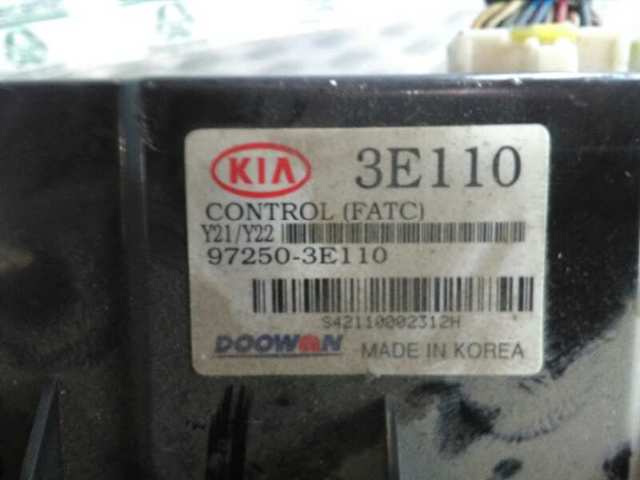 KIA 3E110
CONTROL (FATC)
Y21/Y22
97250-3E110
S42110002312H
DOOWON MADE IN KOREA